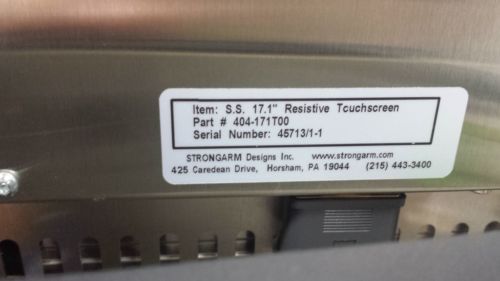 Item: S.S. 17.1" Resistive Touchscreen
Part # 404-171T00
Serial Number: 45713/1-1
STRONGARM Designs Inc. www.strongarm.com
425 Caredean Drive, Horsham, PA 19044 (215) 443-3400